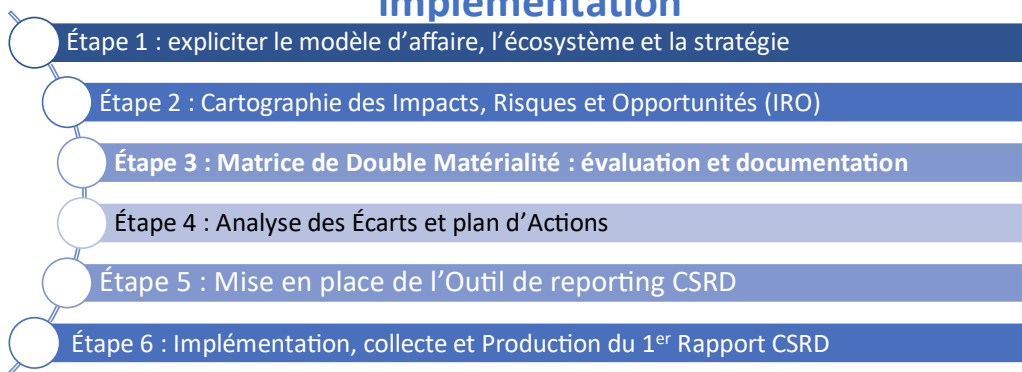 Implémentation
Étape 1 : expliciter le modèle d’affaire, l’écosystème et la stratégie
Étape 2 : Cartographie des Impacts, Risques et Opportunités (IRO)
Étape 3 : Matrice de Double Matérialité : évaluation et documentation
Étape 4 : Analyse des Écarts et plan d’Actions
Étape 5 : Mise en place de l’Outil de reporting CSRD
Étape 6 : Implémentation, collecte et Production du 1er Rapport CSRD